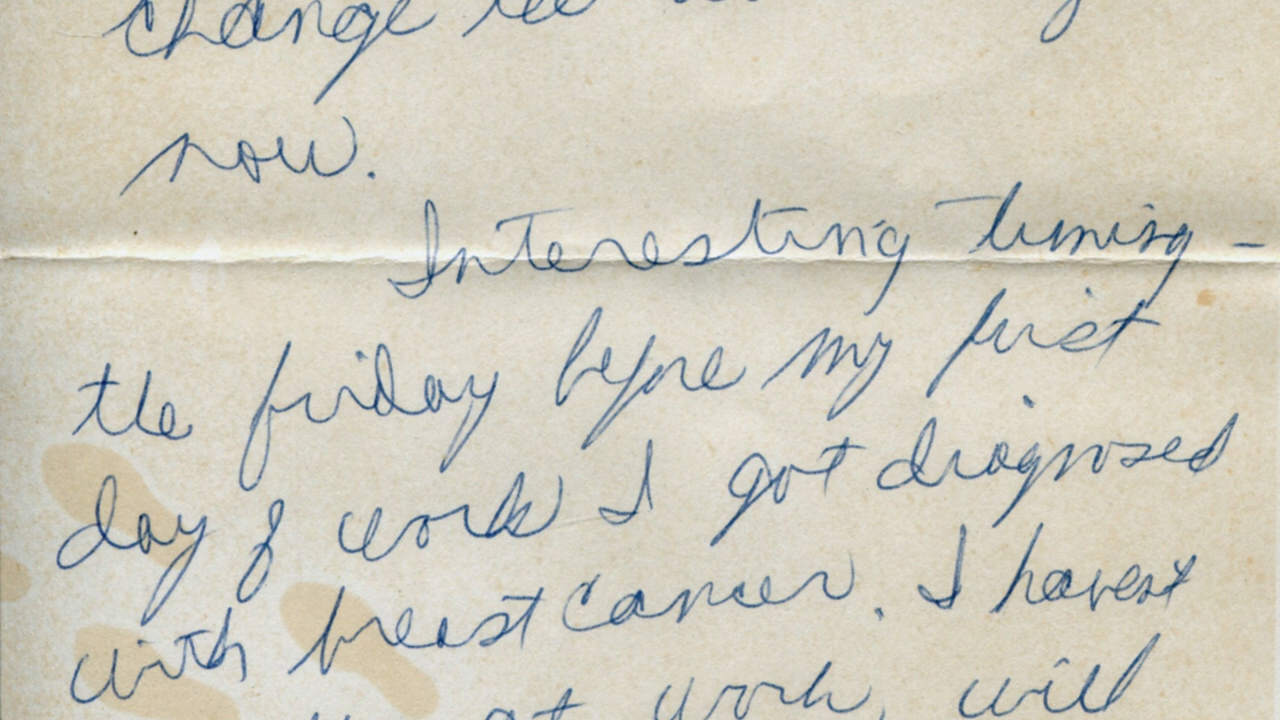 change
now.
Interesting timing -
the friday before my first
day of work I got diagnosed
with breast cancer. I havent
at work, will